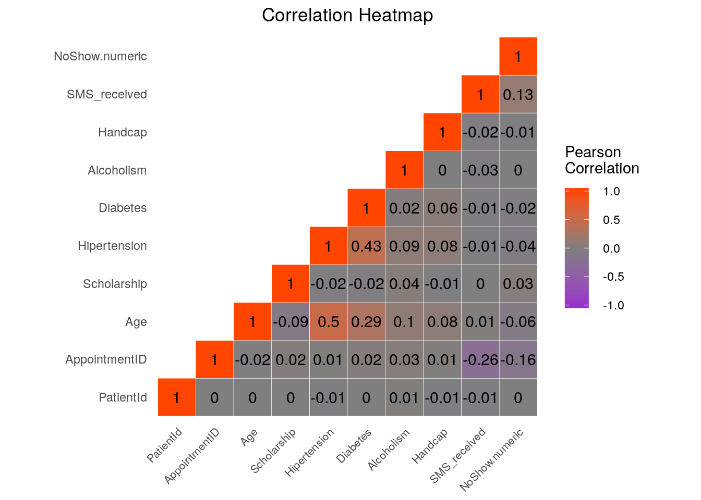 Correlation Heatmap
NoShow.numeric 1
SMS_received 1 0.13
Handcap 1 -0.02 -0.01
Alcoholism 1 0 -0.03 0
Diabetes 1 0.02 0.06 -0.01 -0.02
Hipertension 1 0.43 0.09 0.08 -0.01 -0.04
Scholarship 1 -0.02 -0.02 0.04 -0.01 0 0.03
Age 1 -0.09 0.5 0.29 0.1 0.08 0.01 -0.06
AppointmentID 1 -0.02 0.02 0.01 0.02 0.03 0.01 -0.26 -0.16
PatientId 1 0 0 0 -0.01 0 0.01 -0.01 -0.01 0
PatientId
AppointmentID
Age
Scholarship
Hipertension
Diabetes
Alcoholism
Handcap
SMS_received
NoShow.numeric
Pearson
Correlation
1.0
0.5
0.0
-0.5
-1.0